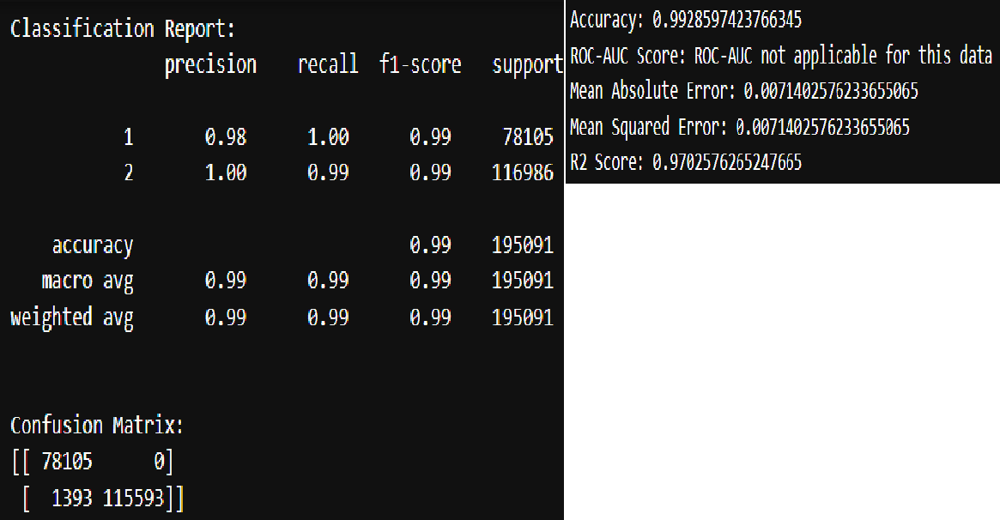 Classification Report:
precision recall f1-score support
1 0.98 1.00 0.99 78105
2 1.00 0.99 0.99 116986
accuracy 0.99 195091
macro avg 0.99 0.99 0.99 195091
weighted avg 0.99 0.99 0.99 195091
Confusion Matrix:
[[ 78105 0]
[ 1393 115593]]
Accuracy: 0.9928597423766345
ROC-AUC Score: ROC-AUC not applicable for this data
Mean Absolute Error: 0.0071402576233655065
Mean Squared Error: 0.0071402576233655065
R2 Score: 0.9702576265247665